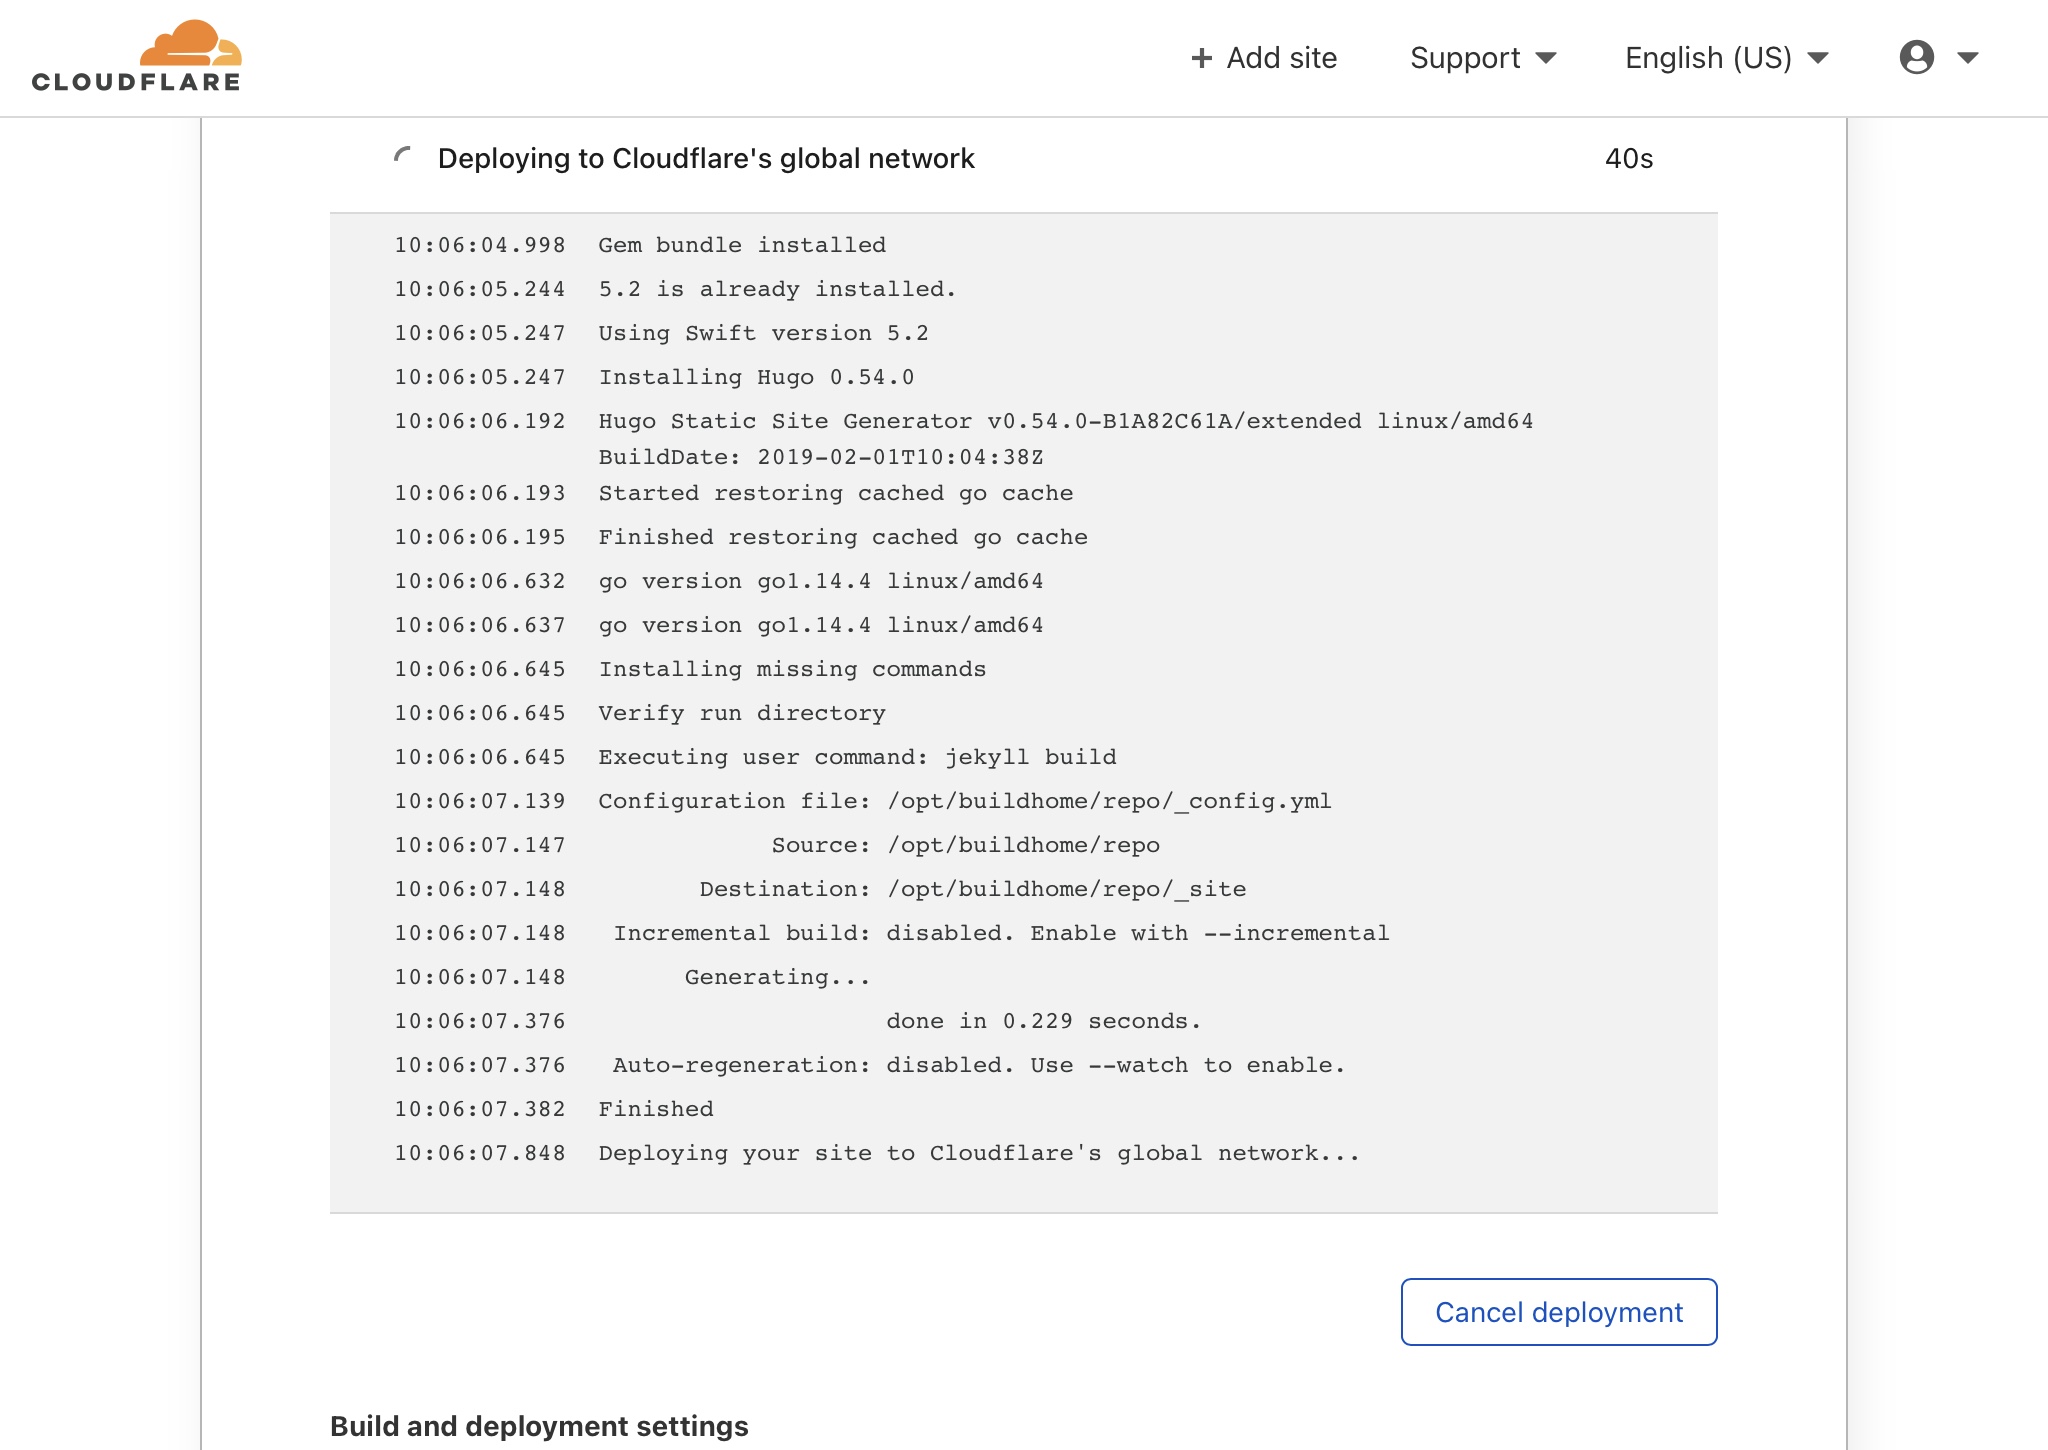 CLOUDFLARE
+ Add site Support English (US)
Deploying to Cloudflare's global network 40s
10:06:04.998 Gem bundle installed
10:06:05.244 5.2 is already installed.
10:06:05.247 Using Swift version 5.2
10:06:05.247 Installing Hugo 0.54.0
10:06:06.192 Hugo Static Site Generator v0.54.0-B1A82C61A/extended linux/amd64
BuildDate: 2019-02-01T10:04:38Z
10:06:06.193 Started restoring cached go cache
10:06:06.195 Finished restoring cached go cache
10:06:06.632 go version go1.14.4 linux/amd64
10:06:06.637 go version go1.14.4 linux/amd64
10:06:06.645 Installing missing commands
10:06:06.645 Verify run directory
10:06:06.645 Executing user command: jekyll build
10:06:07.139 Configuration file: /opt/buildhome/repo/_config.yml
10:06:07.147 Source: /opt/buildhome/repo
10:06:07.148 Destination: /opt/buildhome/repo/_site
10:06:07.148 Incremental build: disabled. Enable with --incremental
10:06:07.148 Generating...
10:06:07.376 done in 0.229 seconds.
10:06:07.376 Auto-regeneration: disabled. Use --watch to enable.
10:06:07.382 Finished
10:06:07.848 Deploying your site to Cloudflare's global network...
Cancel deployment
Build and deployment settings